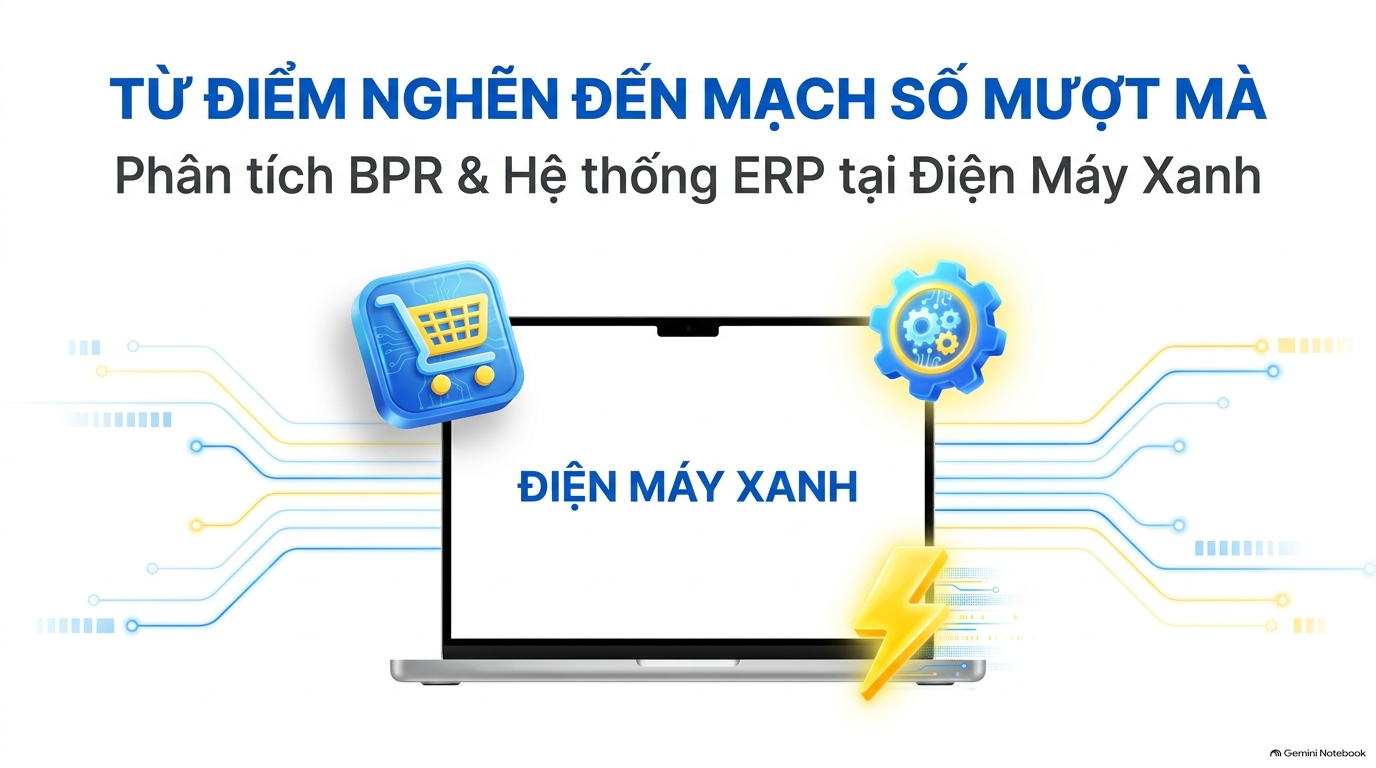 TỪ ĐIỂM NGHẼN ĐẾN MẠCH SỐ MƯỢT MÀ
Phân tích BPR & Hệ thống ERP tại Điện Máy Xanh
ĐIỆN MÁY XANH
Gemini Notebook